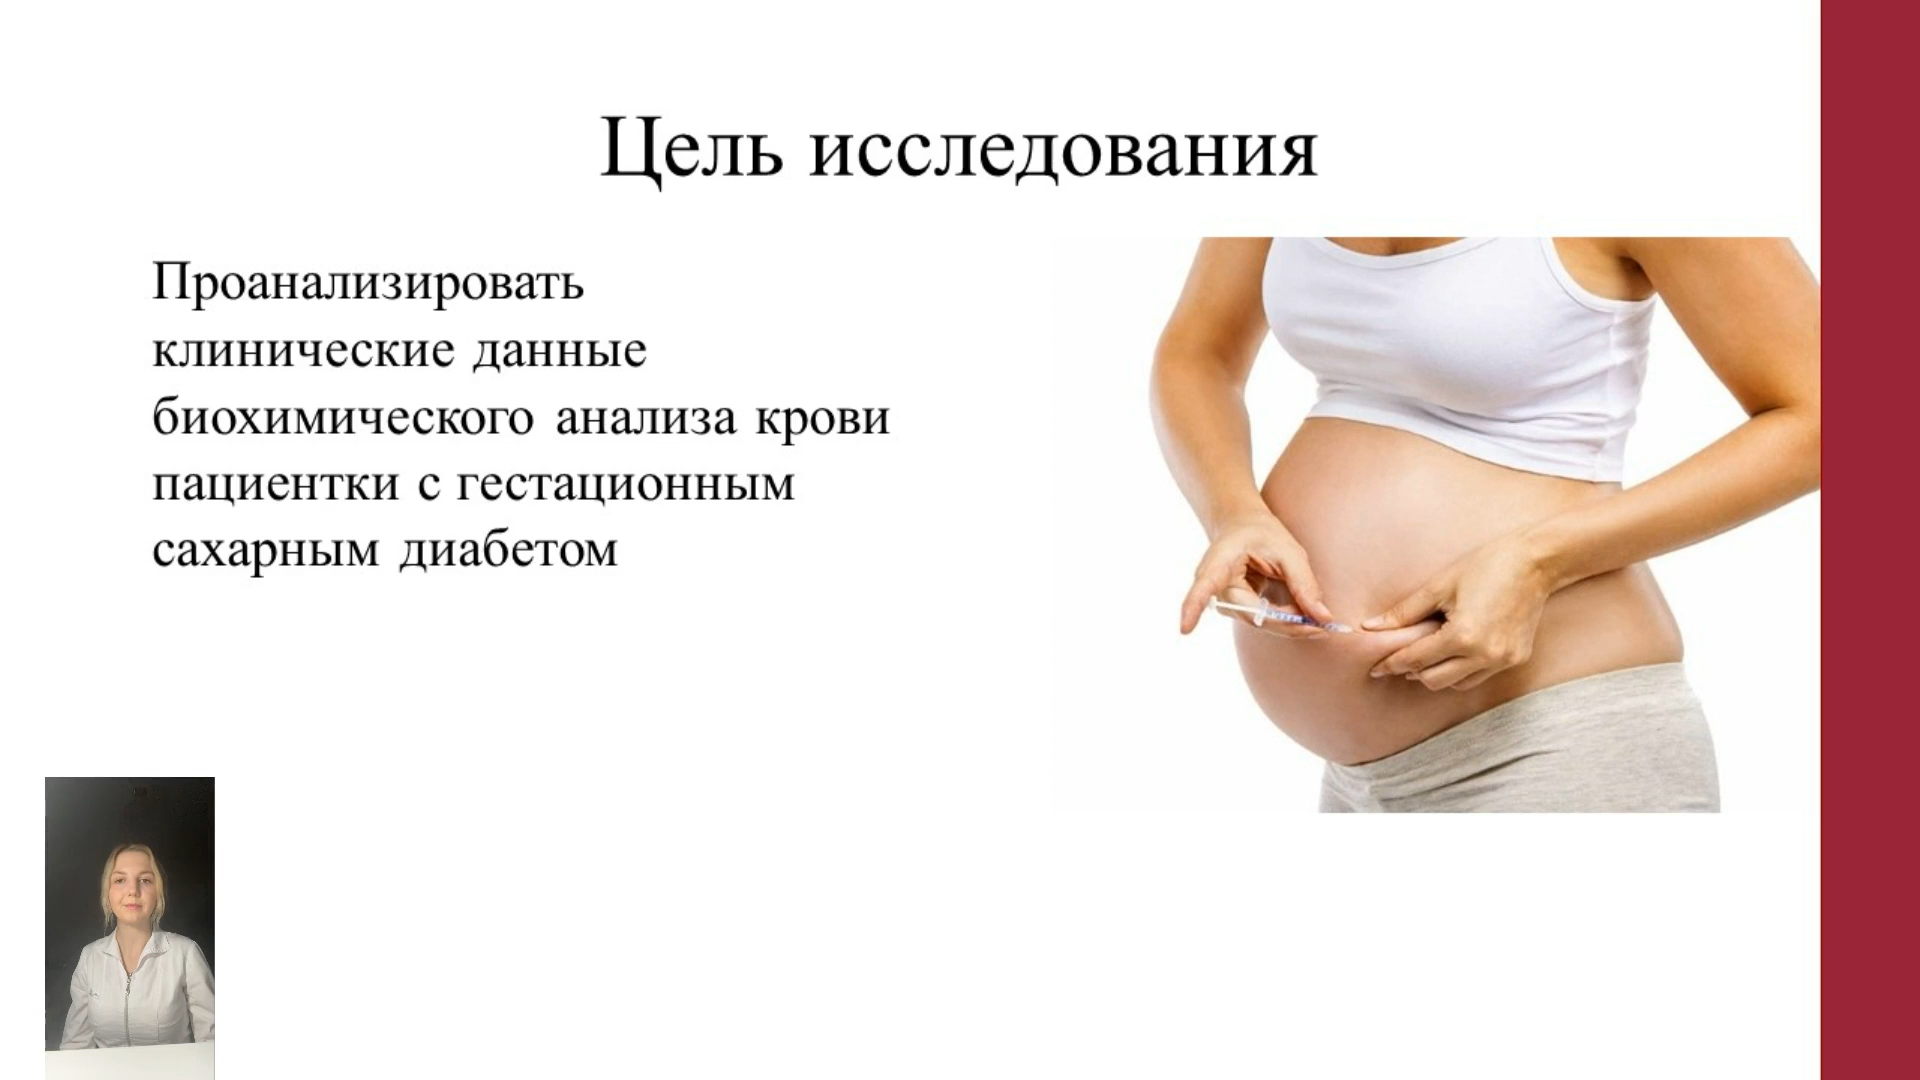 Цель исследования
Проанализировать
клинические данные
биохимического анализа крови
пациентки с гестационным
сахарным диабетом